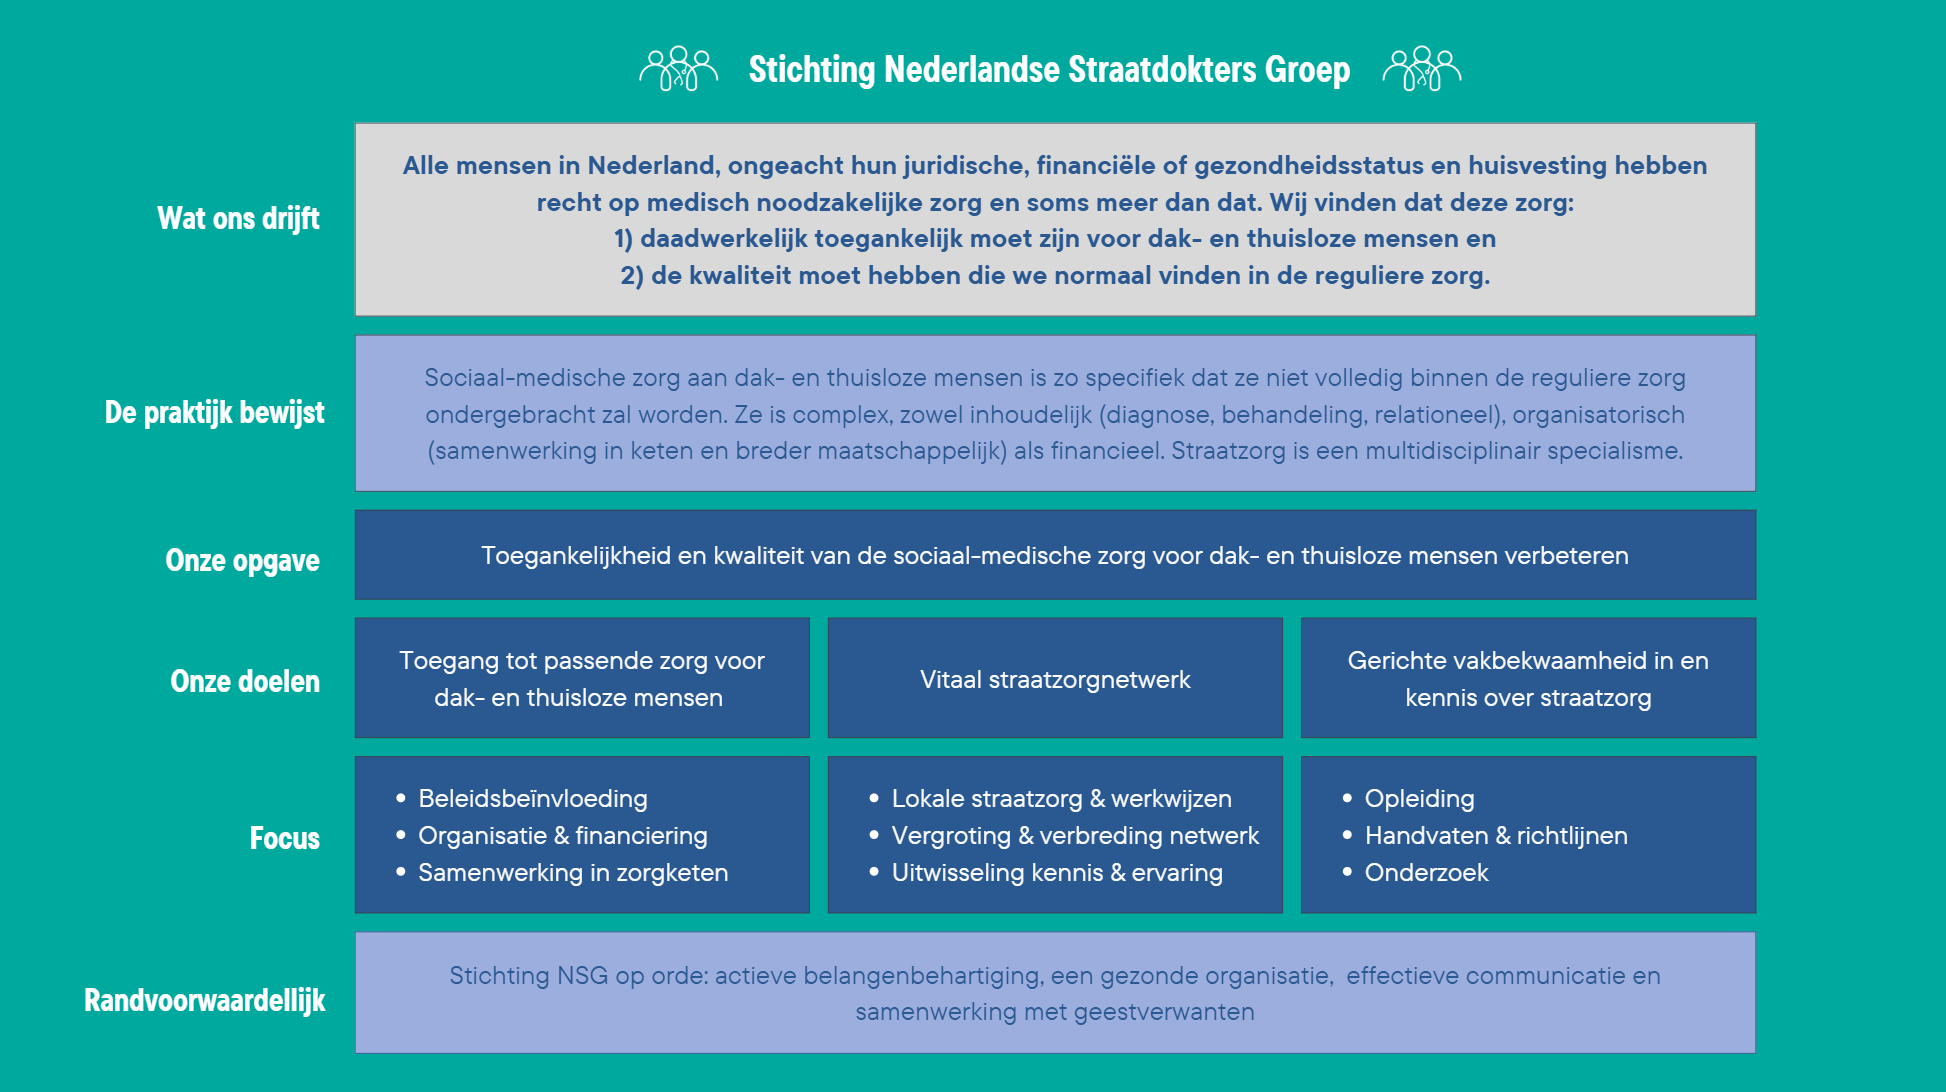 Stichting Nederlandse Straatdokters Groep
Wat ons drijft
Alle mensen in Nederland, ongeacht hun juridische, financiële of gezondheidsstatus en huisvesting hebben
recht op medisch noodzakelijke zorg en soms meer dan dat. Wij vinden dat deze zorg:
1) daadwerkelijk toegankelijk moet zijn voor dak- en thuisloze mensen en
2) de kwaliteit moet hebben die we normaal vinden in de reguliere zorg.
De praktijk bewijst
Sociaal-medische zorg aan dak- en thuisloze mensen is zo specifiek dat ze niet volledig binnen de reguliere zorg
ondergebracht zal worden. Ze is complex, zowel inhoudelijk (diagnose, behandeling, relationeel), organisatorisch
(samenwerking in keten en breder maatschappelijk) als financieel. Straatzorg is een multidisciplinair specialisme.
Onze opgave
Toegankelijkheid en kwaliteit van de sociaal-medische zorg voor dak- en thuisloze mensen verbeteren
Onze doelen
Toegang tot passende zorg voor
dak- en thuisloze mensen
Vitaal straatzorgnetwerk
Gerichte vakbekwaamheid in en
kennis over straatzorg
Focus
• Beleidsbeïnvloeding
• Organisatie & financiering
• Samenwerking in zorgketen
• Lokale straatzorg & werkwijzen
• Vergroting & verbreding netwerk
• Uitwisseling kennis & ervaring
• Opleiding
• Handvaten & richtlijnen
• Onderzoek
Randvoorwaardellijk
Stichting NSG op orde: actieve belangenbehartiging, een gezonde organisatie, effectieve communicatie en
samenwerking met geestverwanten